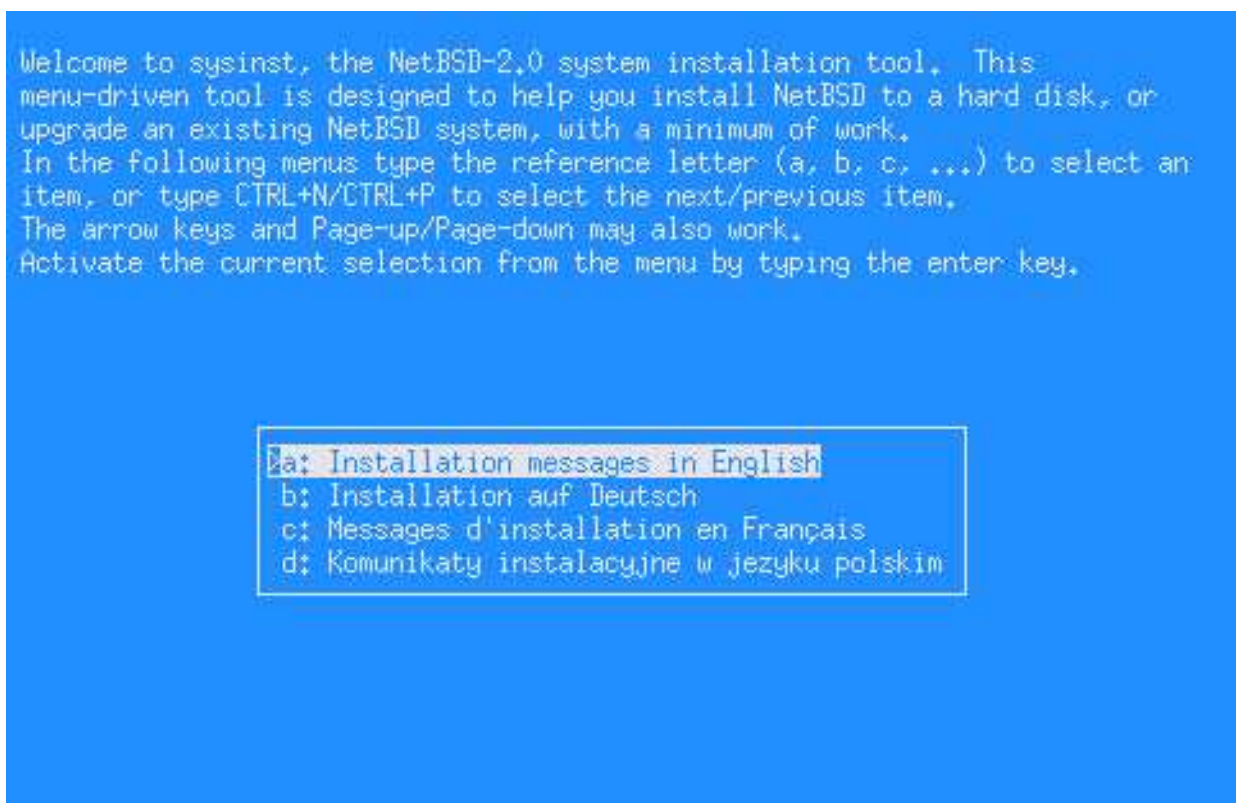 Welcome to sysinst, the NetBSD-2.0 system installation tool.  This
menu-driven tool is designed to help you install NetBSD to a hard disk, or
upgrade an existing NetBSD system, with a minimum of work.
In the following menus type the reference letter (a, b, c, ...) to select an
item, or type CTRL+N/CTRL+P to select the next/previous item.
The arrow keys and Page-up/Page-down may also work.
Activate the current selection from the menu by typing the enter key.
>a: Installation messages in English
b: Installation auf Deutsch
c: Messages d'installation en Français
d: Komunikaty instalacyjne w jezyku polskim